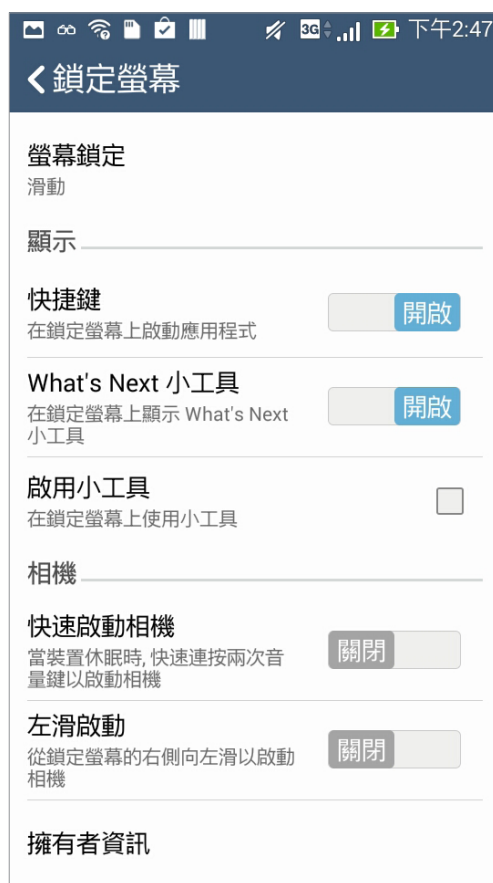 3G 下午2:47
鎖定螢幕
螢幕鎖定
滑動
顯示
快捷鍵
在鎖定螢幕上啟動應用程式
開啟
What's Next 小工具
在鎖定螢幕上顯示 What's Next
小工具
開啟
啟用小工具
在鎖定螢幕上使用小工具
相機
快速啟動相機
當裝置休眠時, 快速連按兩次音
量鍵以啟動相機
關閉
左滑啟動
從鎖定螢幕的右側向左滑以啟動
相機
關閉
擁有者資訊